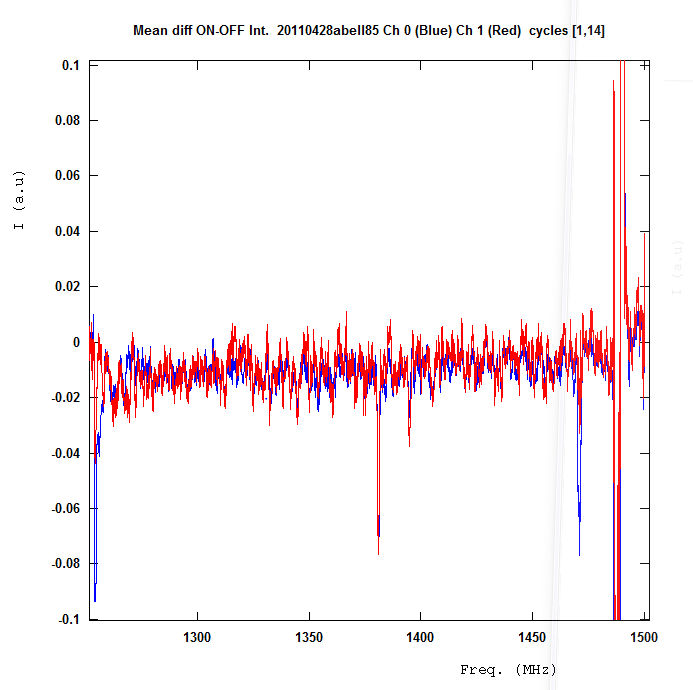 Mean diff ON-OFF Int.  20110428abell85 Ch 0 (Blue) Ch 1 (Red)  cycles [1,14]
I (a.u)
0.1
0.08
0.06
0.04
0.02
0
-0.02
-0.04
-0.06
-0.08
-0.1
1300 1350 1400 1450 1500
Freq. (MHz)
I (a.u)